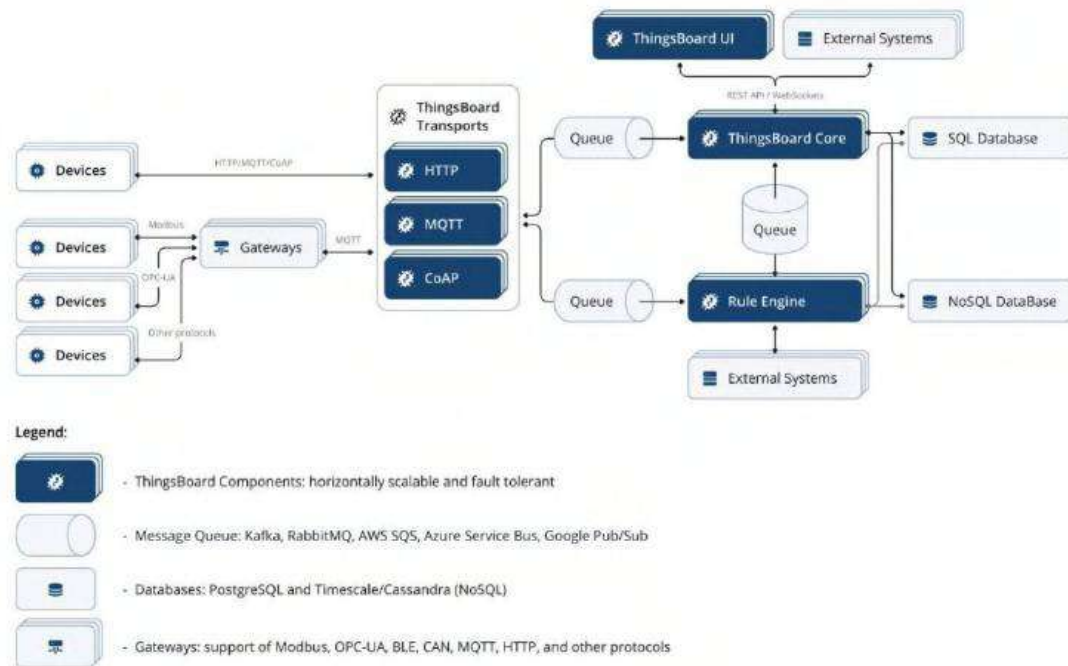 ThingsBoard UI
External Systems
REST API / WebSockets
ThingsBoard
Transports
Queue
ThingsBoard Core
SQL Database
Devices
HTTP/MQTT/CoAP
HTTP
Devices
Modbus
Gateways
MQTT
MQTT
Queue
OPC-UA
Devices
CoAP
Queue
Rule Engine
NoSQL DataBase
Other protocols
Devices
External Systems
Legend:
- ThingsBoard Components: horizontally scalable and fault tolerant
- Message Queue: Kafka, RabbitMQ, AWS SQS, Azure Service Bus, Google Pub/Sub
- Databases: PostgreSQL and Timescale/Cassandra (NoSQL)
- Gateways: support of Modbus, OPC-UA, BLE, CAN, MQTT, HTTP, and other protocols